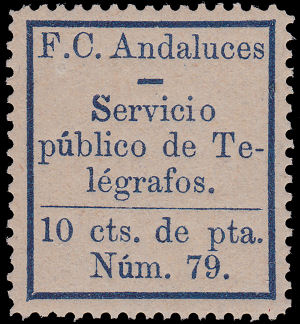 F.C. Andaluces
Servicio
público de Te-
légrafos.
10 cts. de pta.
Núm. 79.